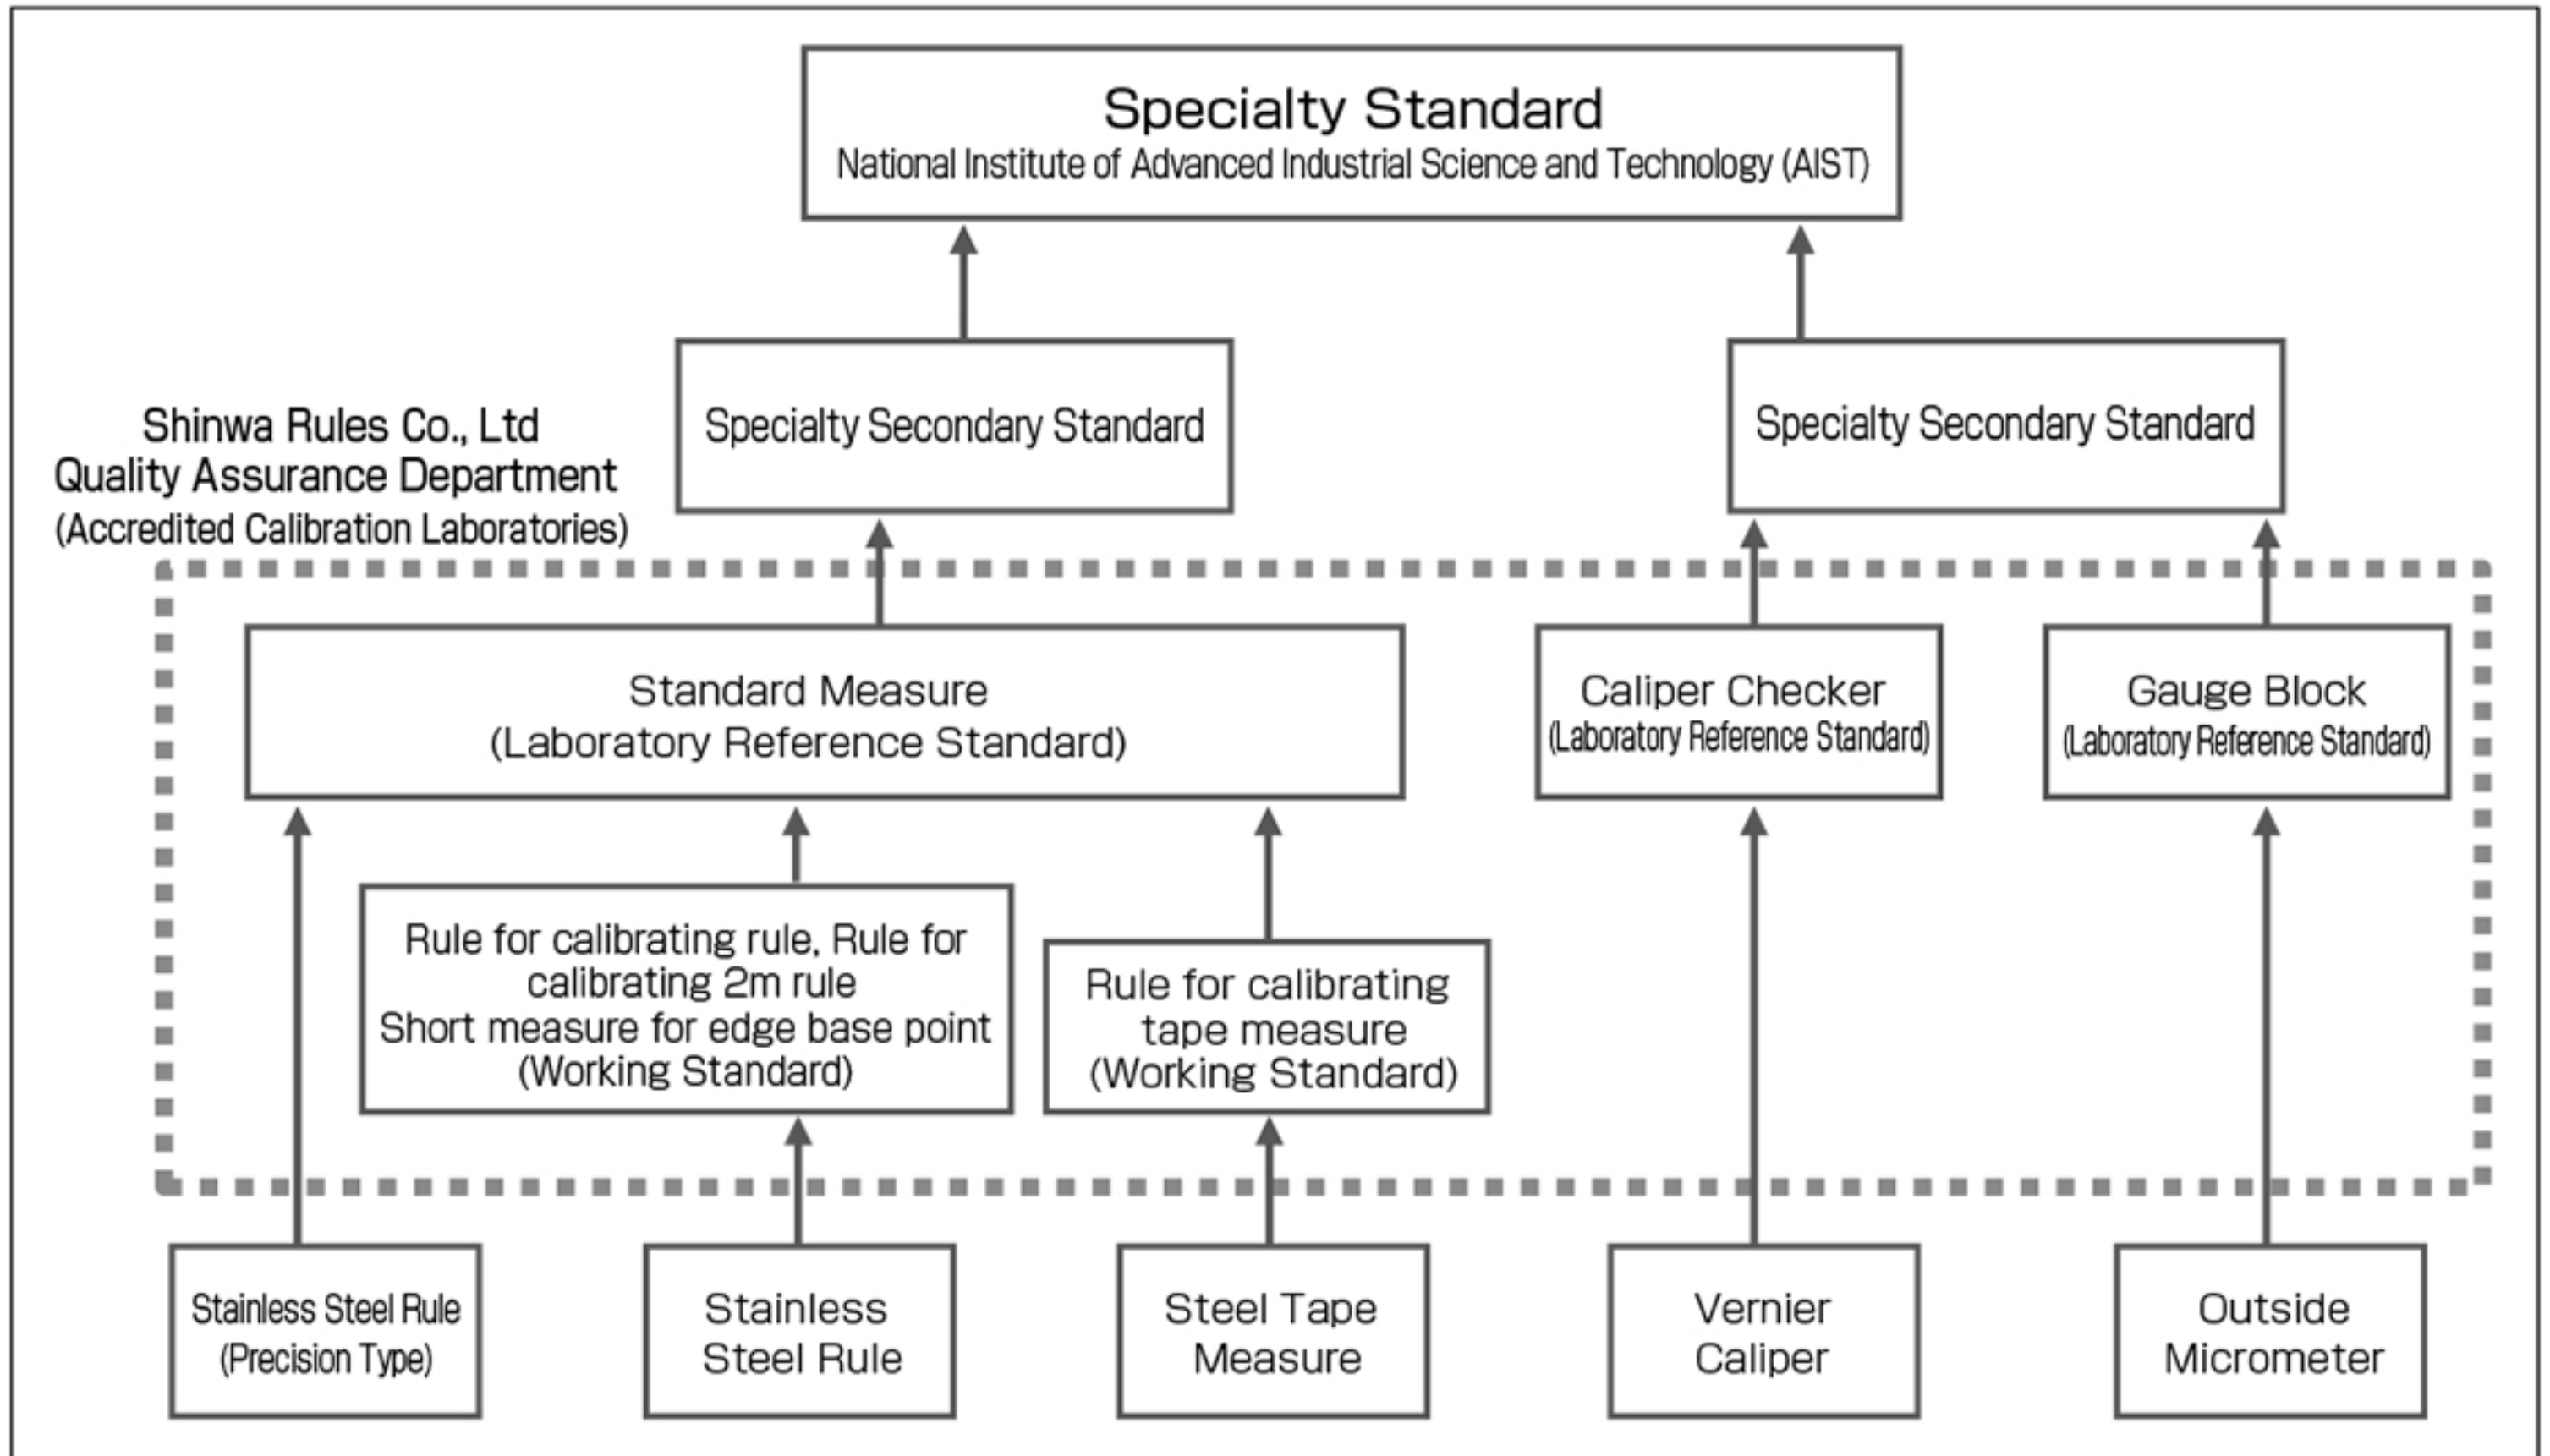 Specialty Standard
National Institute of Advanced Industrial Science and Technology (AIST)
Specialty Secondary Standard
Specialty Secondary Standard
Shinwa Rules Co., Ltd
Quality Assurance Department
(Accredited Calibration Laboratories)
Standard Measure
(Laboratory Reference Standard)
Caliper Checker
(Laboratory Reference Standard)
Gauge Block
(Laboratory Reference Standard)
Rule for calibrating rule, Rule for
calibrating 2m rule
Short measure for edge base point
(Working Standard)
Rule for calibrating
tape measure
(Working Standard)
Stainless Steel Rule
(Precision Type)
Stainless
Steel Rule
Steel Tape
Measure
Vernier
Caliper
Outside
Micrometer